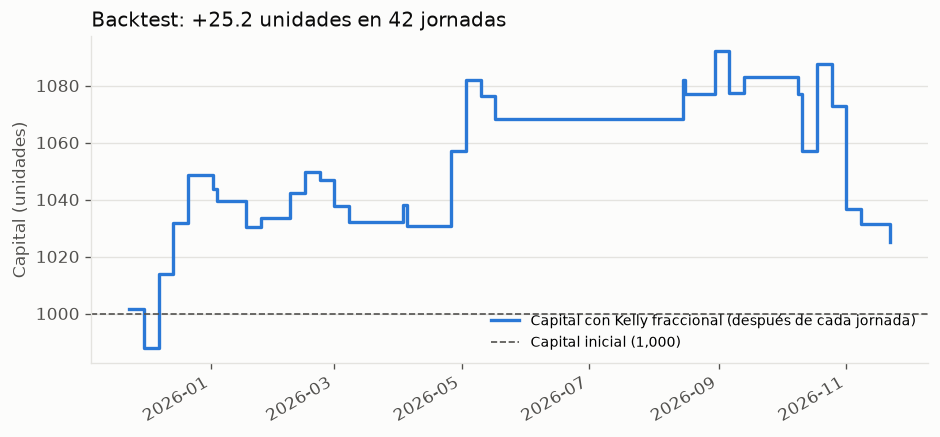 Backtest: +25.2 unidades en 42 jornadas
Capital (unidades)
1080
1060
1040
1020
1000
Capital con Kelly fraccional (después de cada jornada)
Capital inicial (1,000)
2026-01
2026-03
2026-05
2026-07
2026-09
2026-11